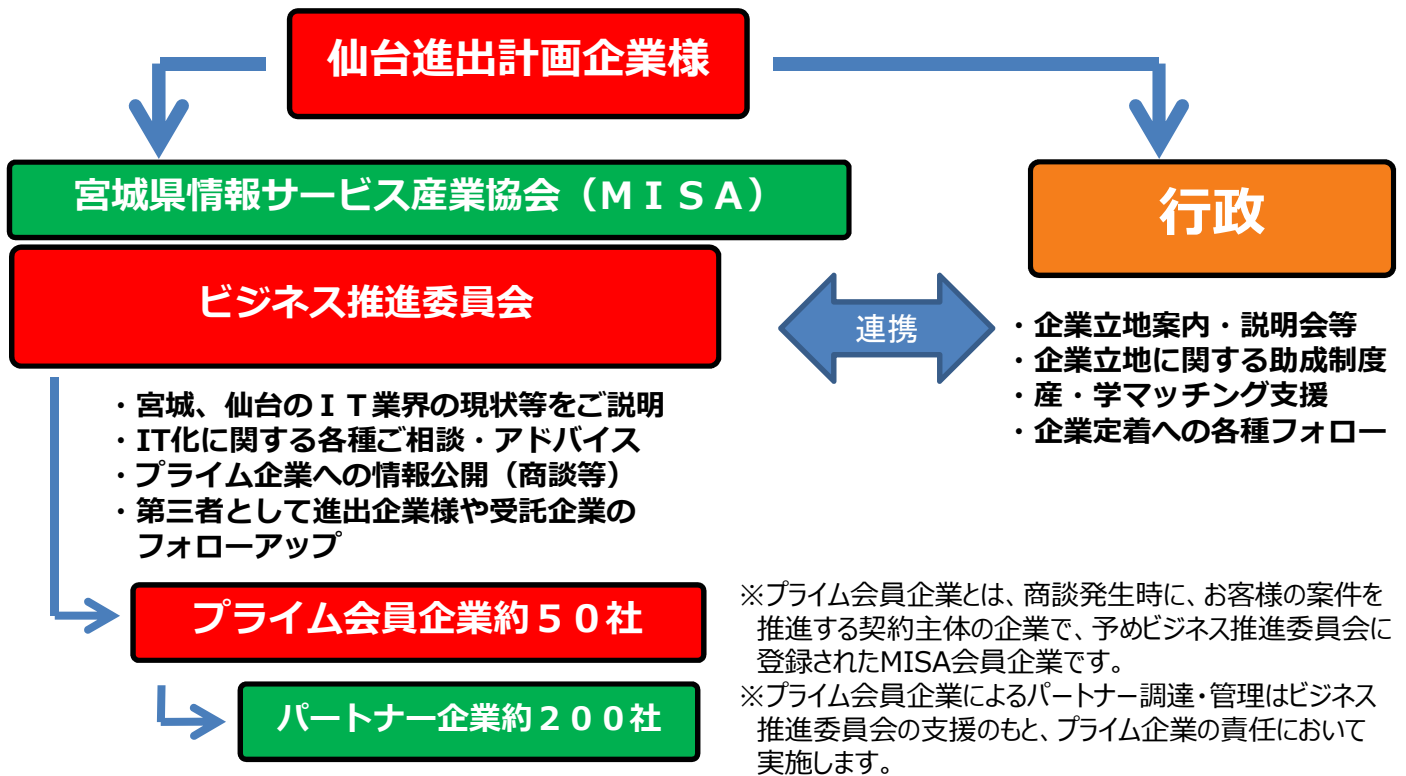 仙台進出計画企業様
宮城県情報サービス産業協会（ＭＩＳＡ）
行政
ビジネス推進委員会
連携
・企業立地案内・説明会等
・企業立地に関する助成制度
・産・学マッチング支援
・企業定着への各種フォロー
・宮城、仙台のＩＴ業界の現状等をご説明
・IT化に関する各種ご相談・アドバイス
・プライム企業への情報公開（商談等）
・第三者として進出企業様や受託企業の
フォローアップ
プライム会員企業約５０社
パートナー企業約２００社
※プライム会員企業とは、商談発生時に、お客様の案件を
推進する契約主体の企業で、予めビジネス推進委員会に
登録されたMISA会員企業です。
※プライム会員企業によるパートナー調達・管理はビジネス
推進委員会の支援のもと、プライム企業の責任において
実施します。